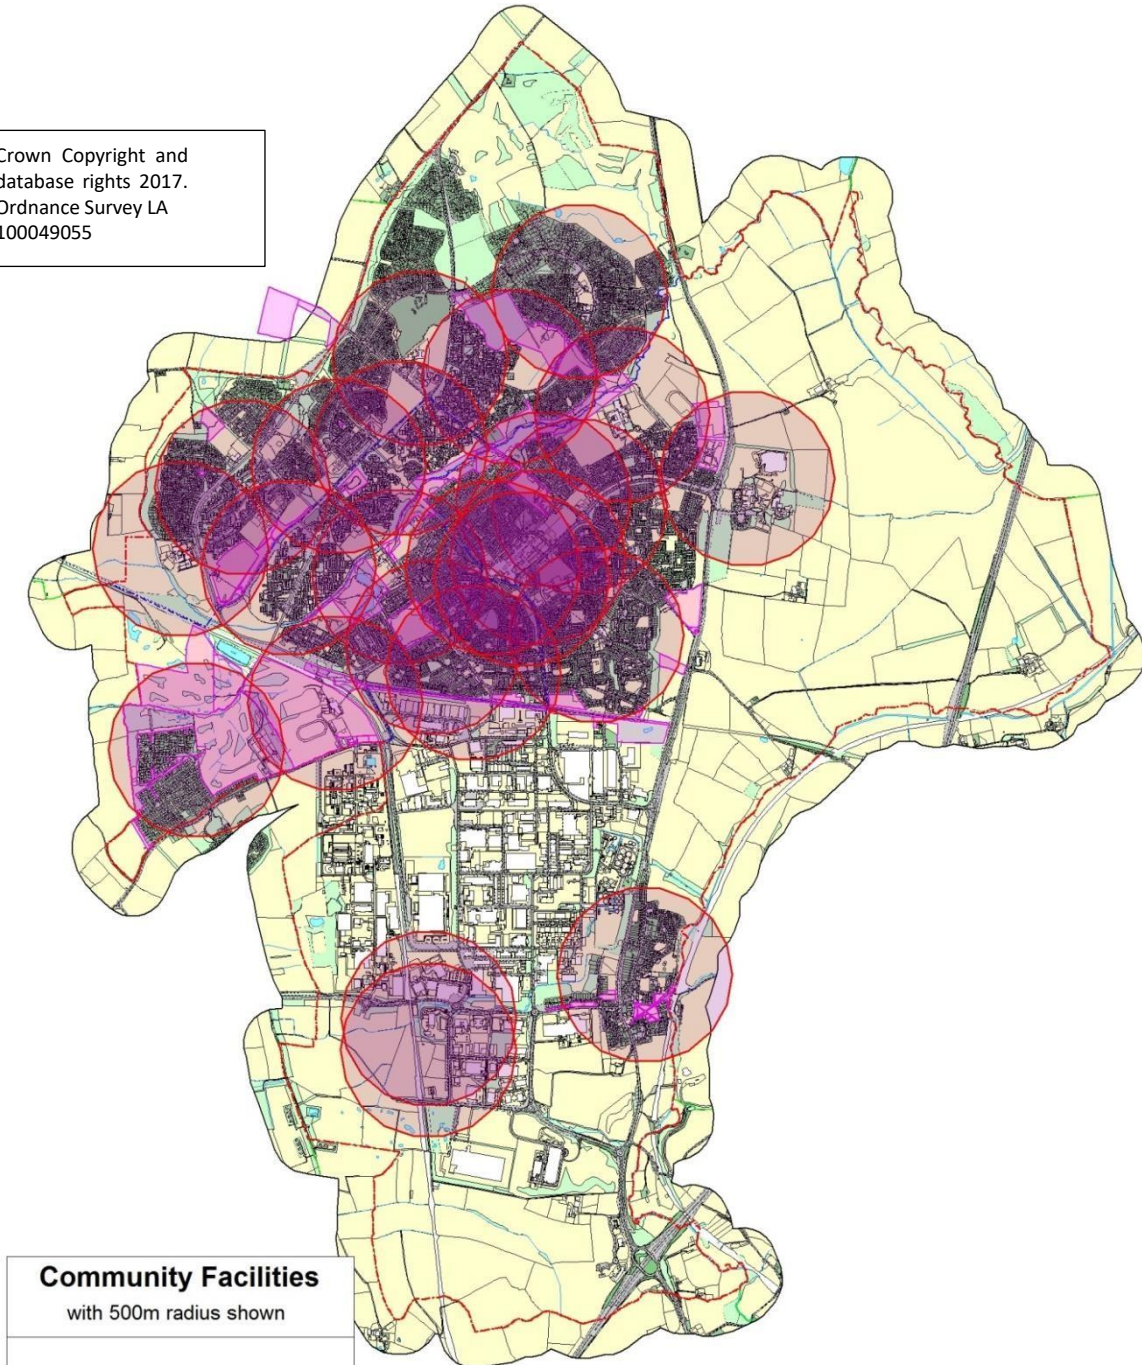 Crown Copyright and
database rights 2017.
Ordnance Survey LA
100049055
Community Facilities
with 500m radius shown